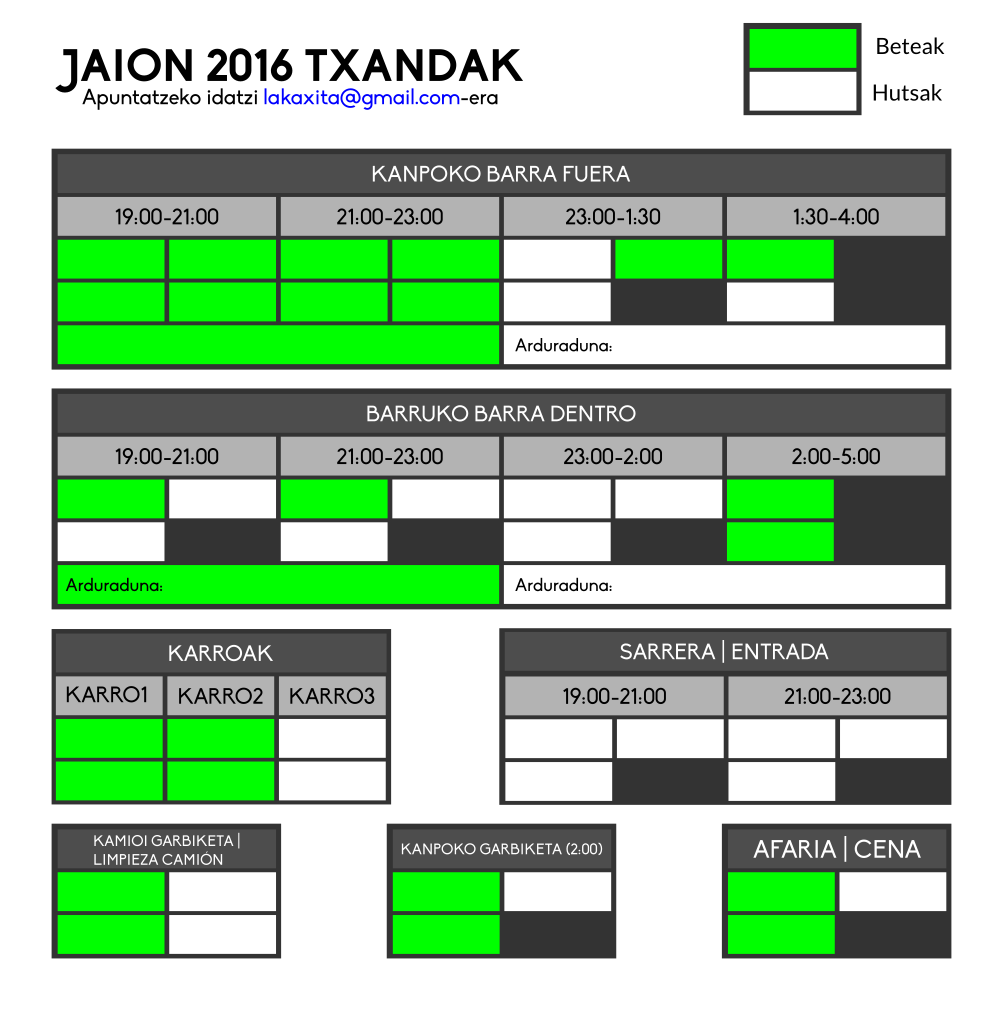 JAION 2016 TXANDAK
Apuntatzeko idatzi lakaxita@gmail.com-era
Beteak
Hutsak
KANPOKO BARRA FUERA
19:00-21:00 21:00-23:00 23:00-1:30 1:30-4:00
Arduraduna:
BARRUKO BARRA DENTRO
19:00-21:00 21:00-23:00 23:00-2:00 2:00-5:00
Arduraduna: Arduraduna:
KARROAK
KARRO1 KARRO2 KARRO3
SARRERA | ENTRADA
19:00-21:00 21:00-23:00
KAMIOI GARBIKETA |
LIMPIEZA CAMIÓN
KANPOKO GARBIKETA (2:00)
AFARIA | CENA